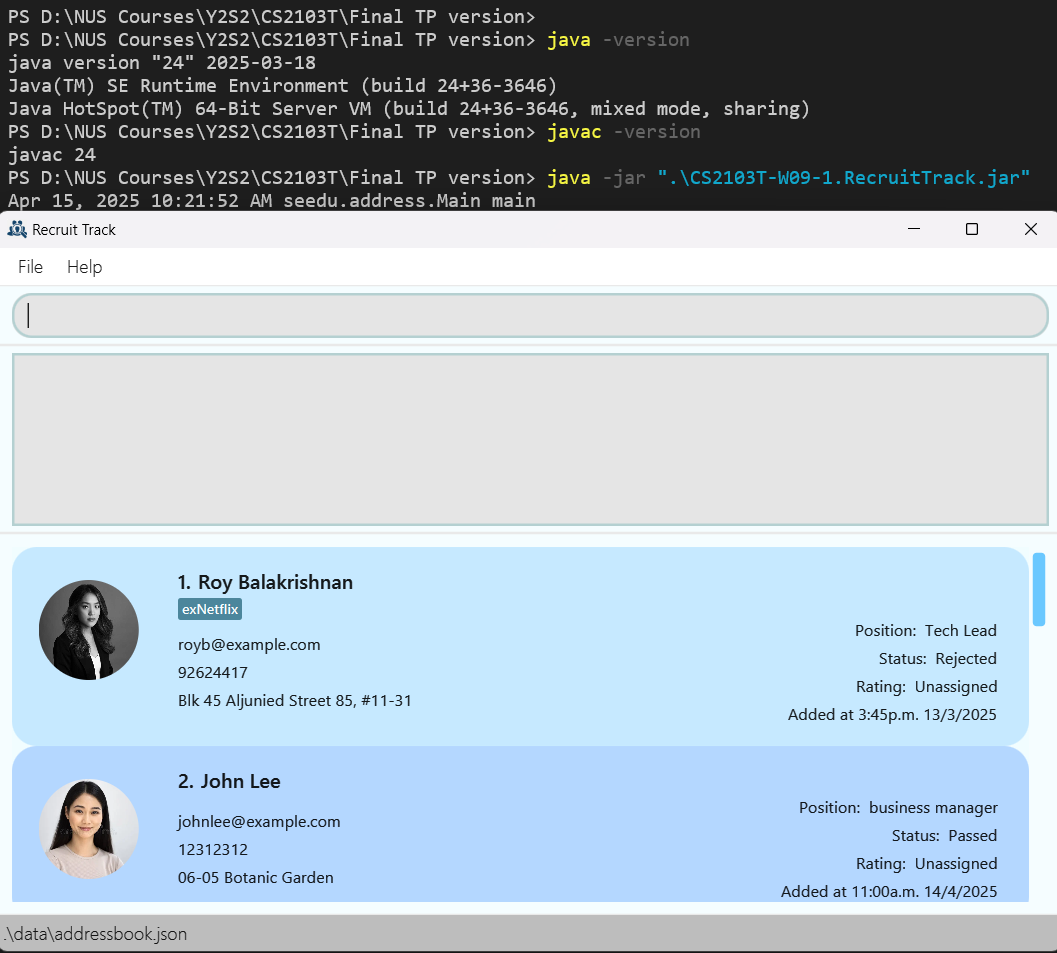 PS D:\NUS Courses\Y2S2\CS2103T\Final TP version>
PS D:\NUS Courses\Y2S2\CS2103T\Final TP version> java -version
java version "24" 2025-03-18
Java(TM) SE Runtime Environment (build 24+36-3646)
Java HotSpot(TM) 64-Bit Server VM (build 24+36-3646, mixed mode, sharing)
PS D:\NUS Courses\Y2S2\CS2103T\Final TP version> javac -version
javac 24
PS D:\NUS Courses\Y2S2\CS2103T\Final TP version> java -jar ".\CS2103T-W09-1.RecruitTrack.jar"
Apr 15, 2025 10:21:52 AM seedu.address.Main main
Recruit Track
File Help
1. Roy Balakrishnan
exNetflix
royb@example.com
92624417
Blk 45 Aljunied Street 85, #11-31
Position: Tech Lead
Status: Rejected
Rating: Unassigned
Added at 3:45p.m. 13/3/2025
2. John Lee
johnlee@example.com
12312312
06-05 Botanic Garden
Position: business manager
Status: Passed
Rating: Unassigned
Added at 11:00a.m. 14/4/2025
.\data\addressbook.json